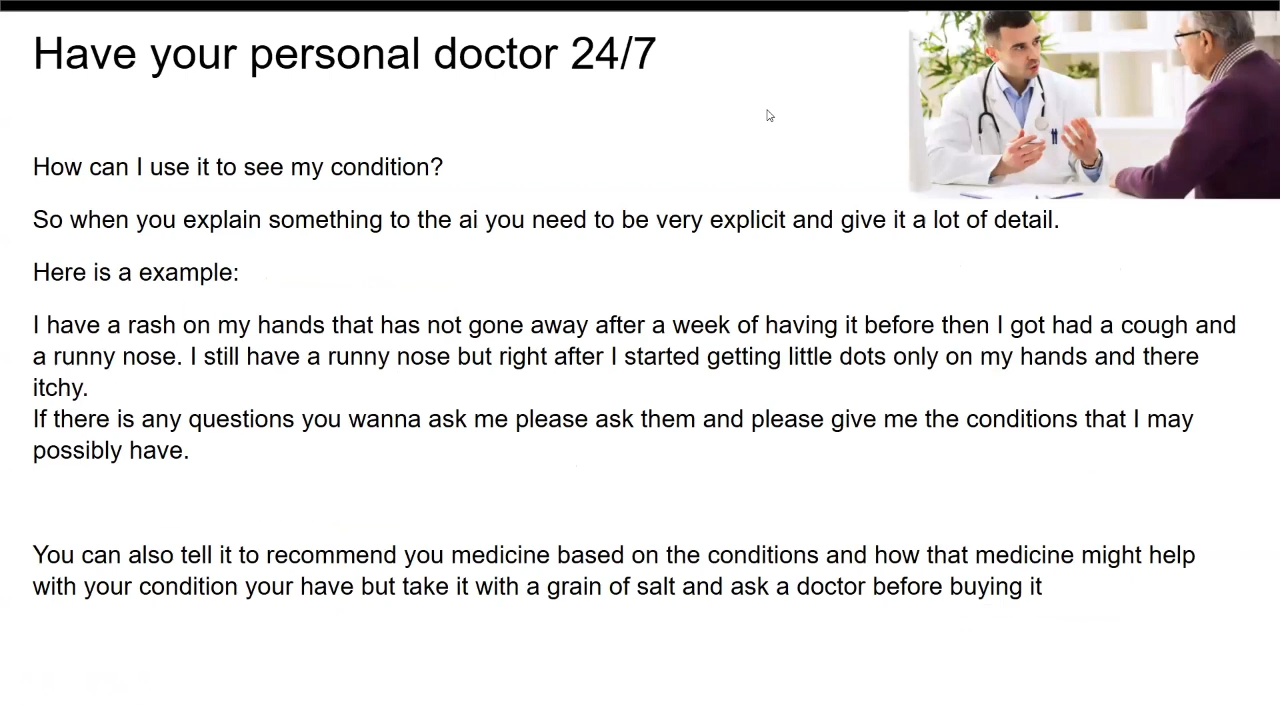 Have your personal doctor 24/7
How can I use it to see my condition?
So when you explain something to the ai you need to be very explicit and give it a lot of detail.
Here is a example:
I have a rash on my hands that has not gone away after a week of having it before then I got had a cough and
a runny nose. I still have a runny nose but right after I started getting little dots only on my hands and there
itchy.
If there is any questions you wanna ask me please ask them and please give me the conditions that I may
possibly have.
You can also tell it to recommend you medicine based on the conditions and how that medicine might help
with your condition your have but take it with a grain of salt and ask a doctor before buying it